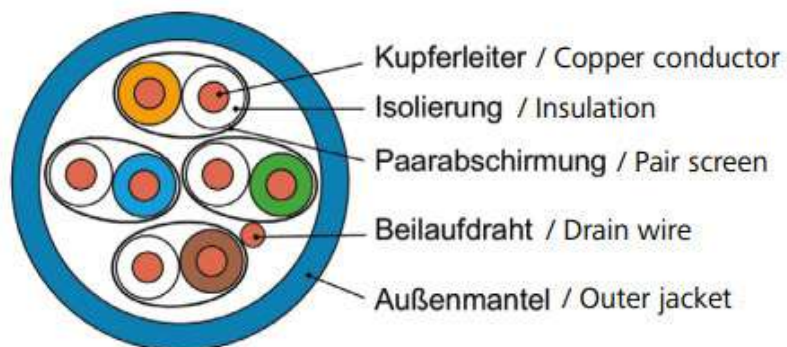 Kupferleiter / Copper conductor
Isolierung / Insulation
Paarabschirmung / Pair screen
Beilaufdraht / Drain wire
Außenmantel / Outer jacket